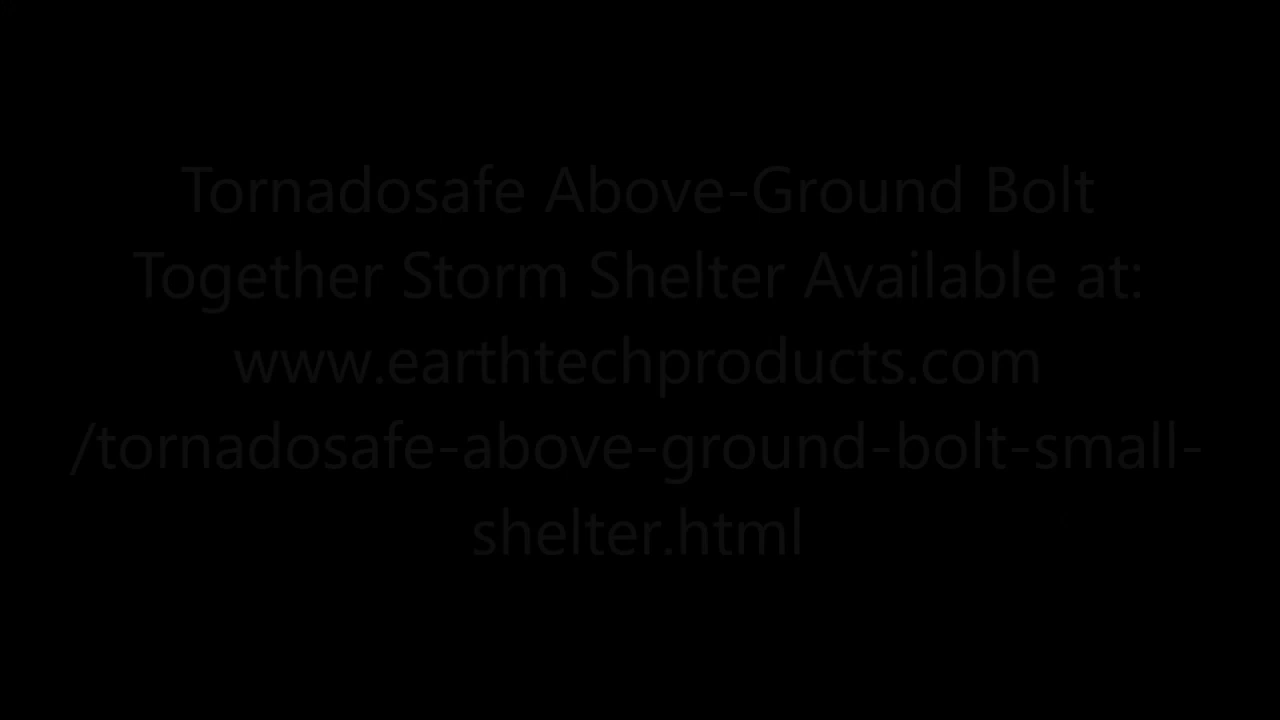 Tornadosafe Above-Ground Bolt
Together Storm Shelter Available at:
www.earthtechproducts.com
/tornadosafe-above-ground-bolt-small-
shelter.html